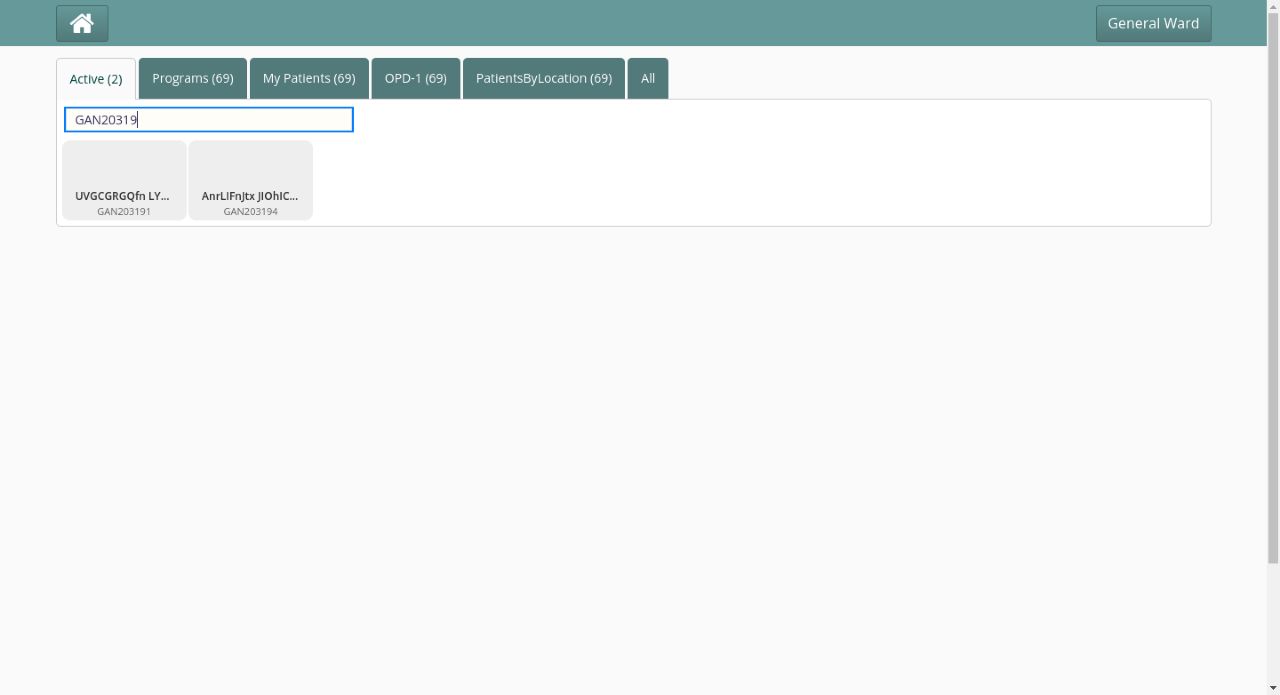 General Ward
Active (2) Programs (69) My Patients (69) OPD-1 (69) PatientsByLocation (69) All
GAN20319
UVGCGRGQfn LY... AnrLIFnJtx JIOhIC...
GAN203191 GAN203194